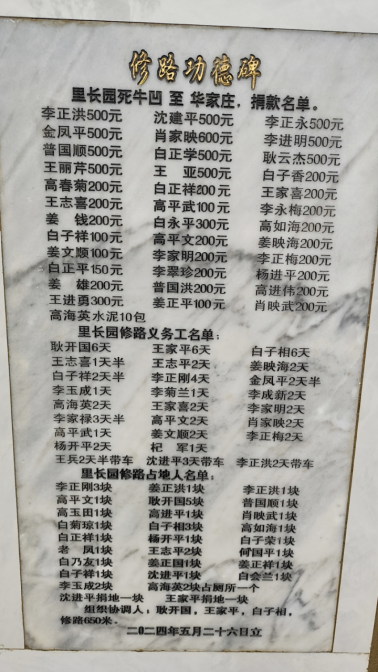 修路功德碑
里长园死牛凹 至 华家庄，捐款名单。
李正洪500元 沈建平500元 李正永500元
金凤平500元 肖家映600元 李进明500元
普国顺500元 白正学500元 耿云杰500元
王丽芹500元 王 亚500元 白子香200元
高春菊200元 白正祥200元 王家喜200元
王志喜200元 高平武100元 李永梅200元
姜 钱200元 白永平300元 高如海200元
白子祥100元 高平文200元 姜映海200元
姜文顺100元 李家明200元 李正梅200元
白正平150元 李翠珍200元 杨进平200元
姜 雄200元 普国洪200元 高进伟200元
王进勇300元 姜正平100元 肖映武200元
高海英水泥10包
里长园修路义务工名单：
耿开国6天 王家平6天 白子相6天
王志喜1天半 王志平2天 姜映海2天
白子祥2天半 李正刚4天 金凤平2天半
李玉成1天 李菊兰1天 李成新2天
高海英2天 王家喜2天 李家明2天
李家禄3天半 高平文2天 肖家映2天
高平武1天 姜文顺2天 李正梅2天
杨开平2天 杞 军1天
王兵2天半带车 沈进平3天带车 李正洪2天带车
里长园修路占地人名单：
李正刚3块 姜正洪1块 李正洪1块
高平文1块 耿开国5块 普国顺1块
高玉田1块 高进平1块 肖映武1块
白菊琼1块 白子相3块 高如海1块
白正祥1块 杨开平1块 白子荣1块
老 凤1块 王志平2块 何国平1块
白乃友1块 姜正国1块 姜正祥1块
白子祥1块 沈进平1块 白会兰1块
李玉成2块 高海英2块占厕所一个
沈进平捐地一块 王家平捐地一块
组织协调人：耿开国，王家平，白子相，
修路650米．
二〇二四年五月二十六日立